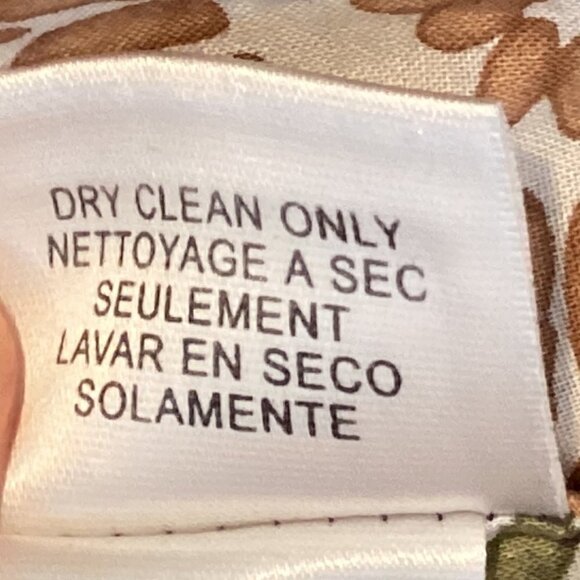 DRY CLEAN ONLY
NETTOYAGE A SEC
SEULEMENT
LAVAR EN SECO
SOLAMENTE